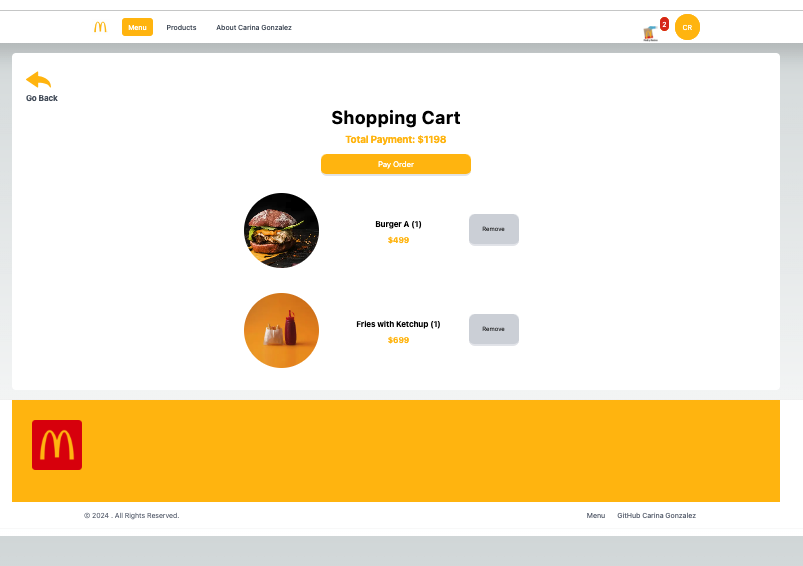 Menu
Products
About Carina Gonzalez
2
CR
Go Back
Shopping Cart
Total Payment: $1198
Pay Order
Burger A (1)
$499
Remove
Fries with Ketchup (1)
$699
Remove
© 2024 . All Rights Reserved.
Menu
GitHub Carina Gonzalez